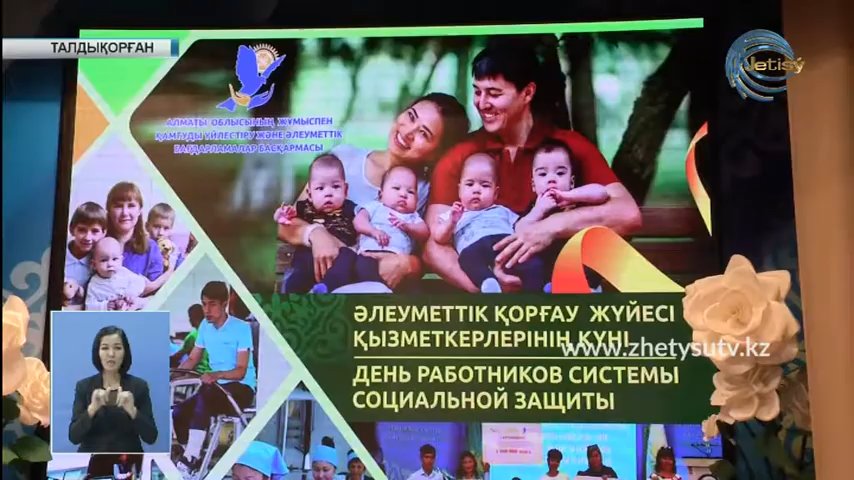 ТАЛДЫҚОРҒАН
Jetisý
АЛМАТЫ ОБЛЫСЫНЫҢ ЖҰМЫСПЕН
ҚАМТУДЫ ҮЙЛЕСТІРУ ЖӘНЕ ӘЛЕУМЕТТІК
БАҒДАРЛАМАЛАР БАСҚАРМАСЫ
ӘЛЕУМЕТТІК ҚОРҒАУ ЖҮЙЕСІ
ҚЫЗМЕТКЕРЛЕРІНІҢ КҮНІ
www.zhetysutv.kz
ДЕНЬ РАБОТНИКОВ СИСТЕМЫ
СОЦИАЛЬНОЙ ЗАЩИТЫ